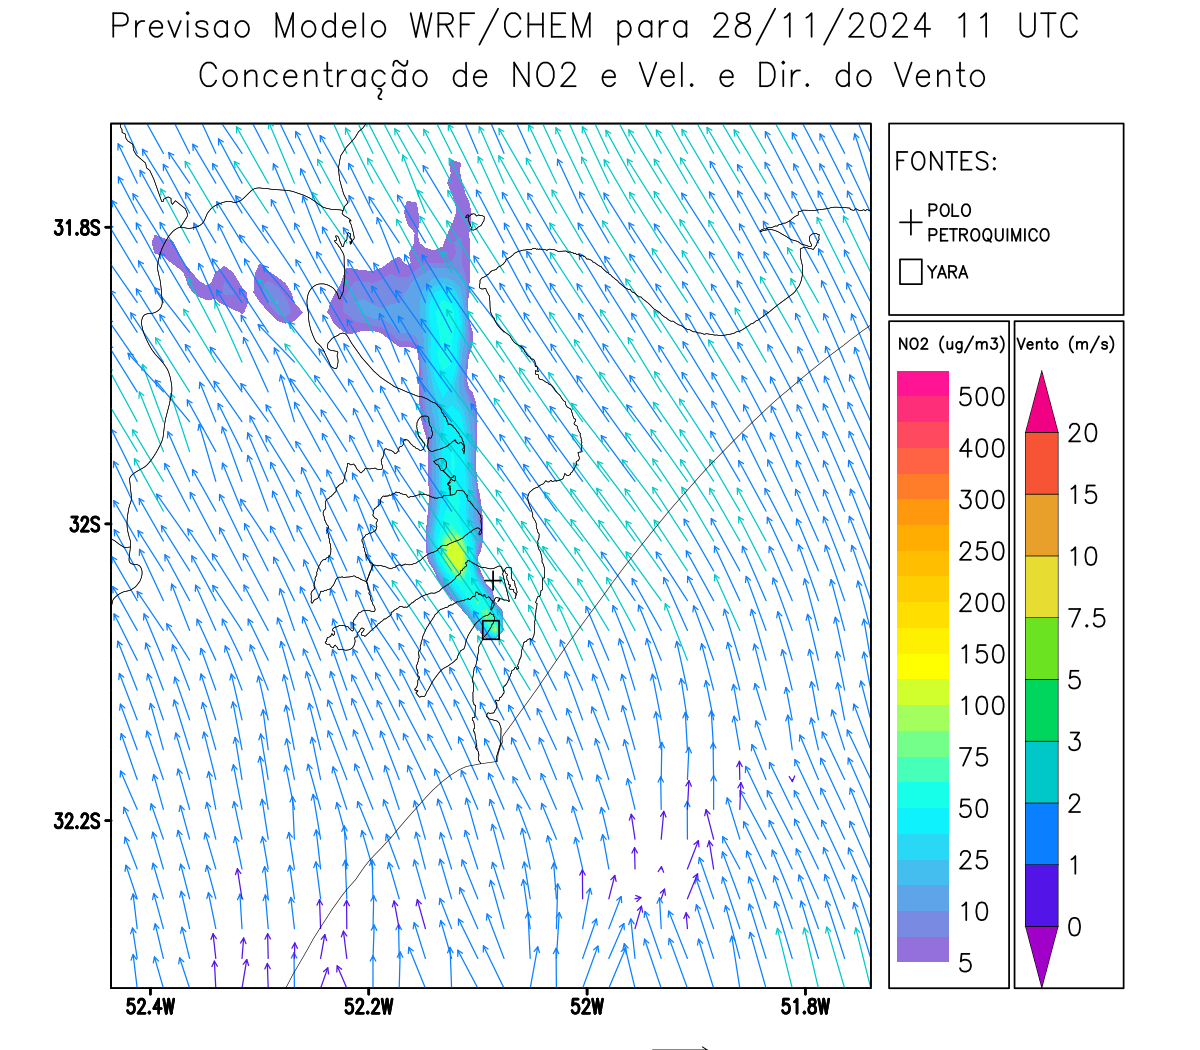 Previsao Modelo WRF/CHEM para 28/11/2024 11 UTC
Concentração de NO2 e Vel. e Dir. do Vento
FONTES:
POLO
PETROQUIMICO
YARA
NO2 (ug/m3)
500
400
300
250
200
150
100
75
50
25
10
5
Vento (m/s)
20
15
10
7.5
5
3
2
1
0
31.8S
32S
32.2S
52.4W
52.2W
52W
51.8W